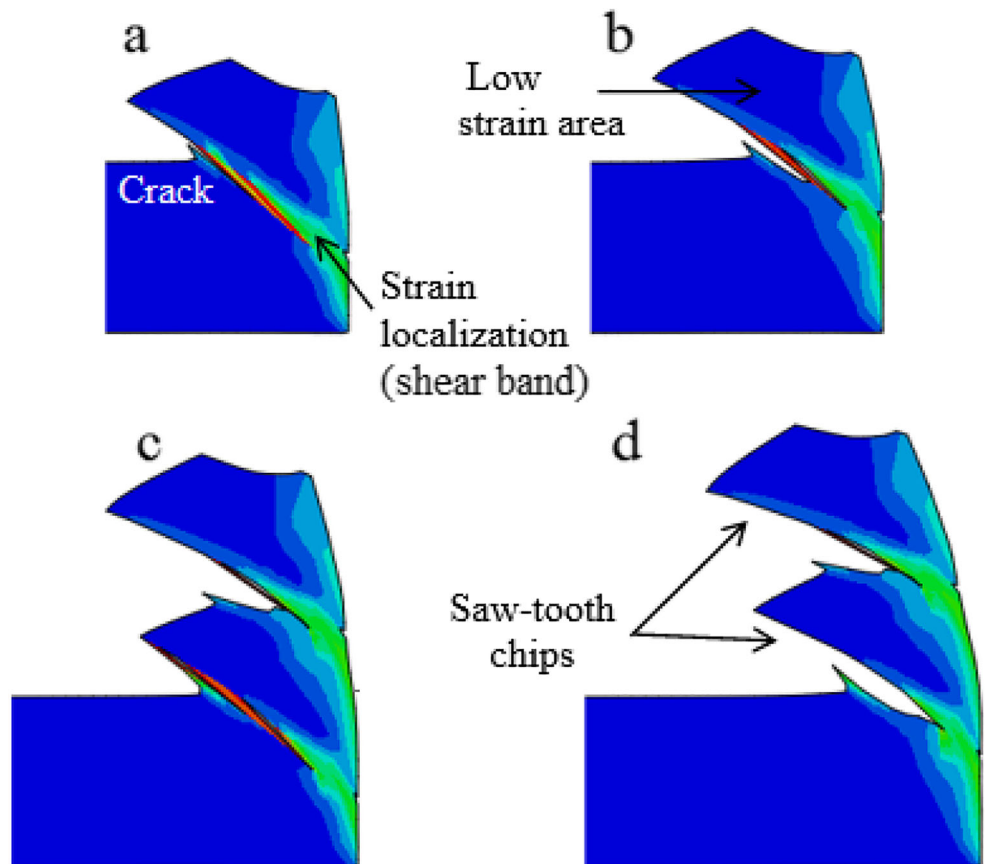 a
b
Low
strain area
Crack
Strain
localization
(shear band)
c
d
Saw-tooth
chips